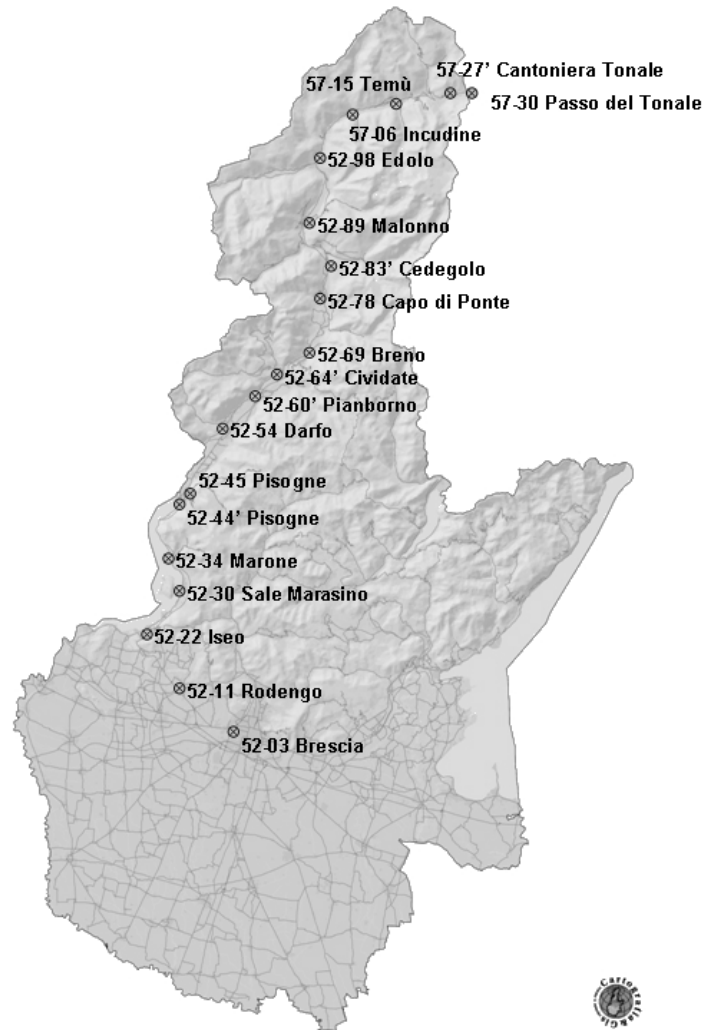 57-27’ Cantoniera Tonale
57-15 Temù
57-30 Passo del Tonale
57-06 Incudine
52-98 Edolo
52-89 Malonno
52-83’ Cedegolo
52-78 Capo di Ponte
52-69 Breno
52-64’ Cividate
52-60’ Pianborno
52-54 Darfo
52-45 Pisogne
52-44’ Pisogne
52-34 Marone
52-30 Sale Marasino
52-22 Iseo
52-11 Rodengo
52-03 Brescia
Cartografia&Gis